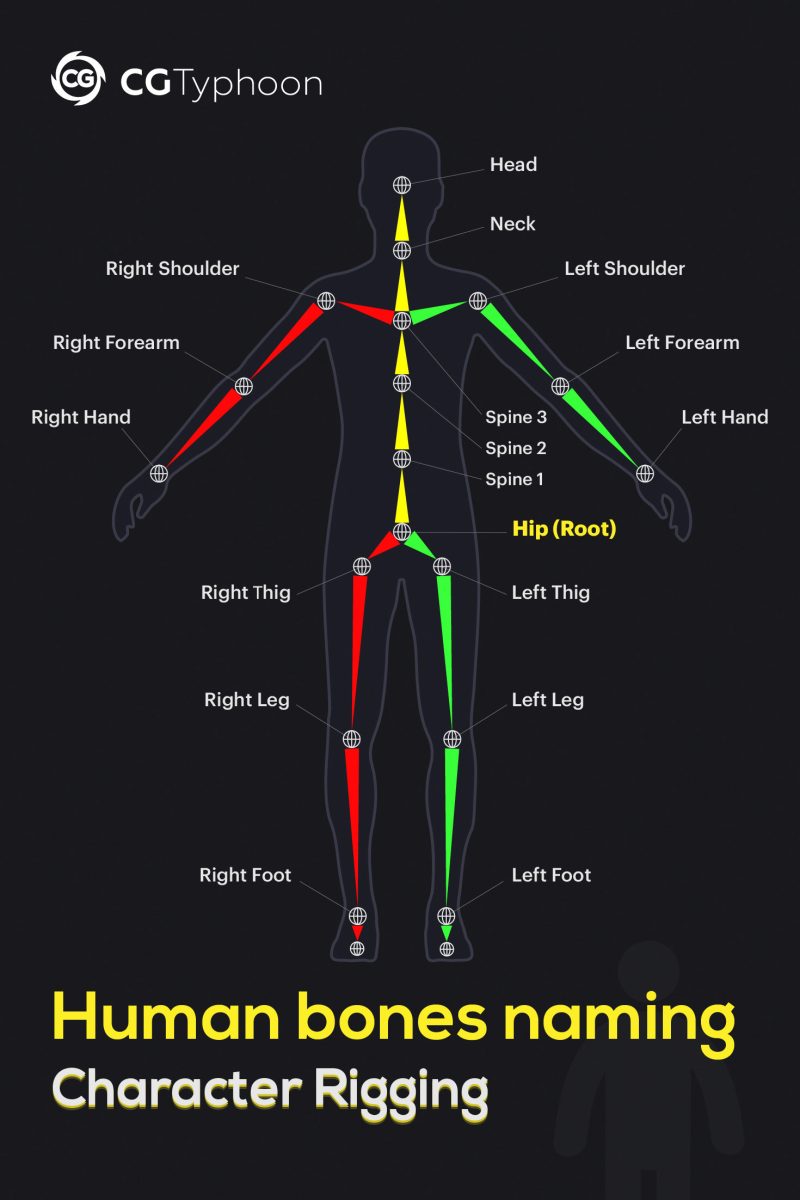 CG CGTyphoon
Head
Neck
Right Shoulder
Left Shoulder
Right Forearm
Left Forearm
Right Hand
Left Hand
Spine 3
Spine 2
Spine 1
Hip (Root)
Right Thig
Left Thig
Right Leg
Left Leg
Right Foot
Left Foot
Human bones naming
Character Rigging